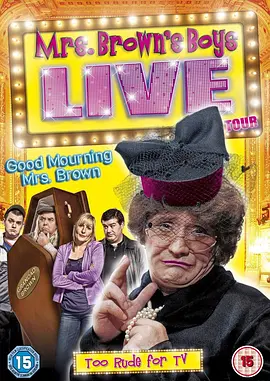 Mrs. Brown's Boys
LIVE
TOUR
Good Mourning
Mrs. Brown
Too Rude for TV
15
15